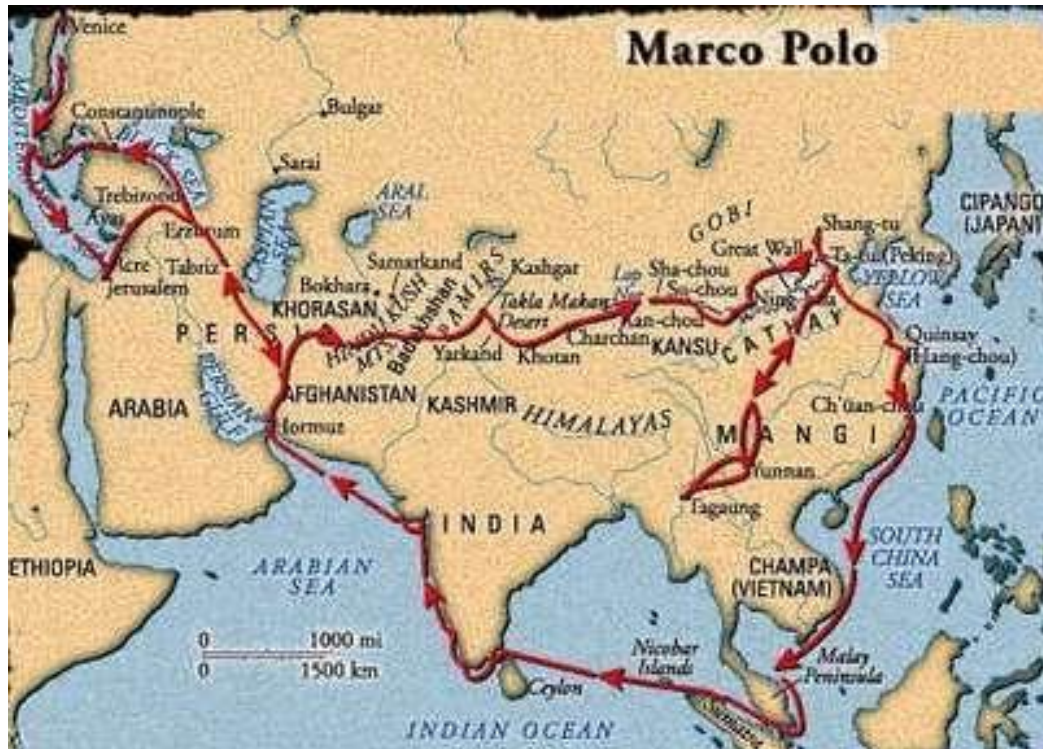 Marco Polo
Venice
Constantinople
BLACK SEA
Bulgar
Sarai
ARAL
SEA
CASPIAN SEA
Trebizond
Ayas
Erzurum
Acre
Tabriz
Jerusalem
GOBI
Shang-tu
CIPANGO
(JAPAN)
Great Wall
Ta-tu (Peking)
YELLOW
SEA
Samarkand
Kashgar
Lop
Sha-chou
Su-chou
Bokhara
KHORASAN
HINDU KUSH
MTS
Badakhshan
PAMIRS
Takla Makan
Desert
Kan-chou
CATHAY
PERSIA
Yarkand
Khotan
Charchan
KANSU
Quinsay
(Hang-chou)
PERSIAN
GULF
ARABIA
AFGHANISTAN
KASHMIR
HIMALAYAS
Ch'üan-chou
PACIFIC
OCEAN
Hormuz
MANGI
Yunnan
Tagaung
INDIA
SOUTH
CHINA
SEA
ETHIOPIA
ARABIAN
SEA
CHAMPA
(VIETNAM)
0 1000 mi
0 1500 km
Nicobar
Islands
Malay
Peninsula
Ceylon
Sumatra
INDIAN OCEAN